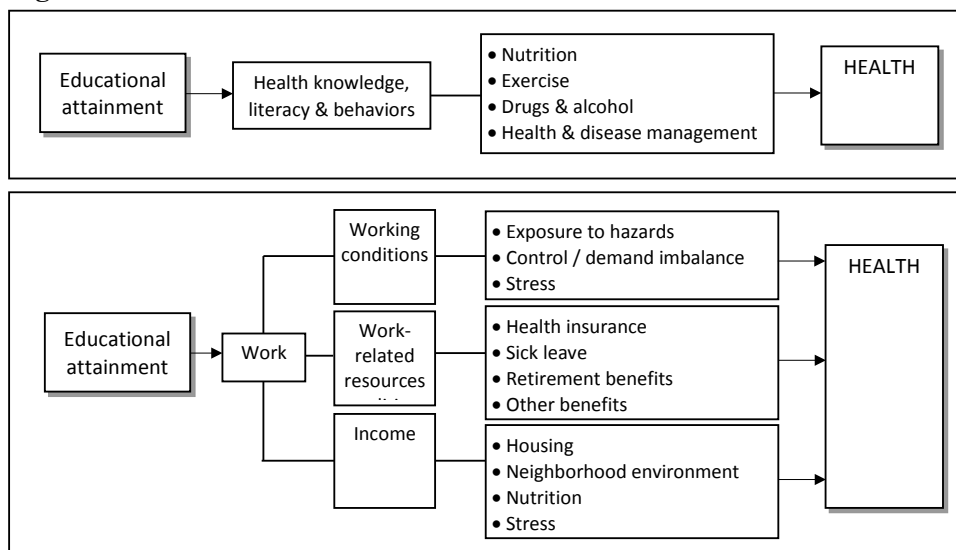 Educational
attainment
Health knowledge,
literacy & behaviors
• Nutrition
• Exercise
• Drugs & alcohol
• Health & disease management
HEALTH
Educational
attainment
Work
Working
conditions
• Exposure to hazards
• Control / demand imbalance
• Stress
Work-
related
resources
• Health insurance
• Sick leave
• Retirement benefits
• Other benefits
Income
• Housing
• Neighborhood environment
• Nutrition
• Stress
HEALTH